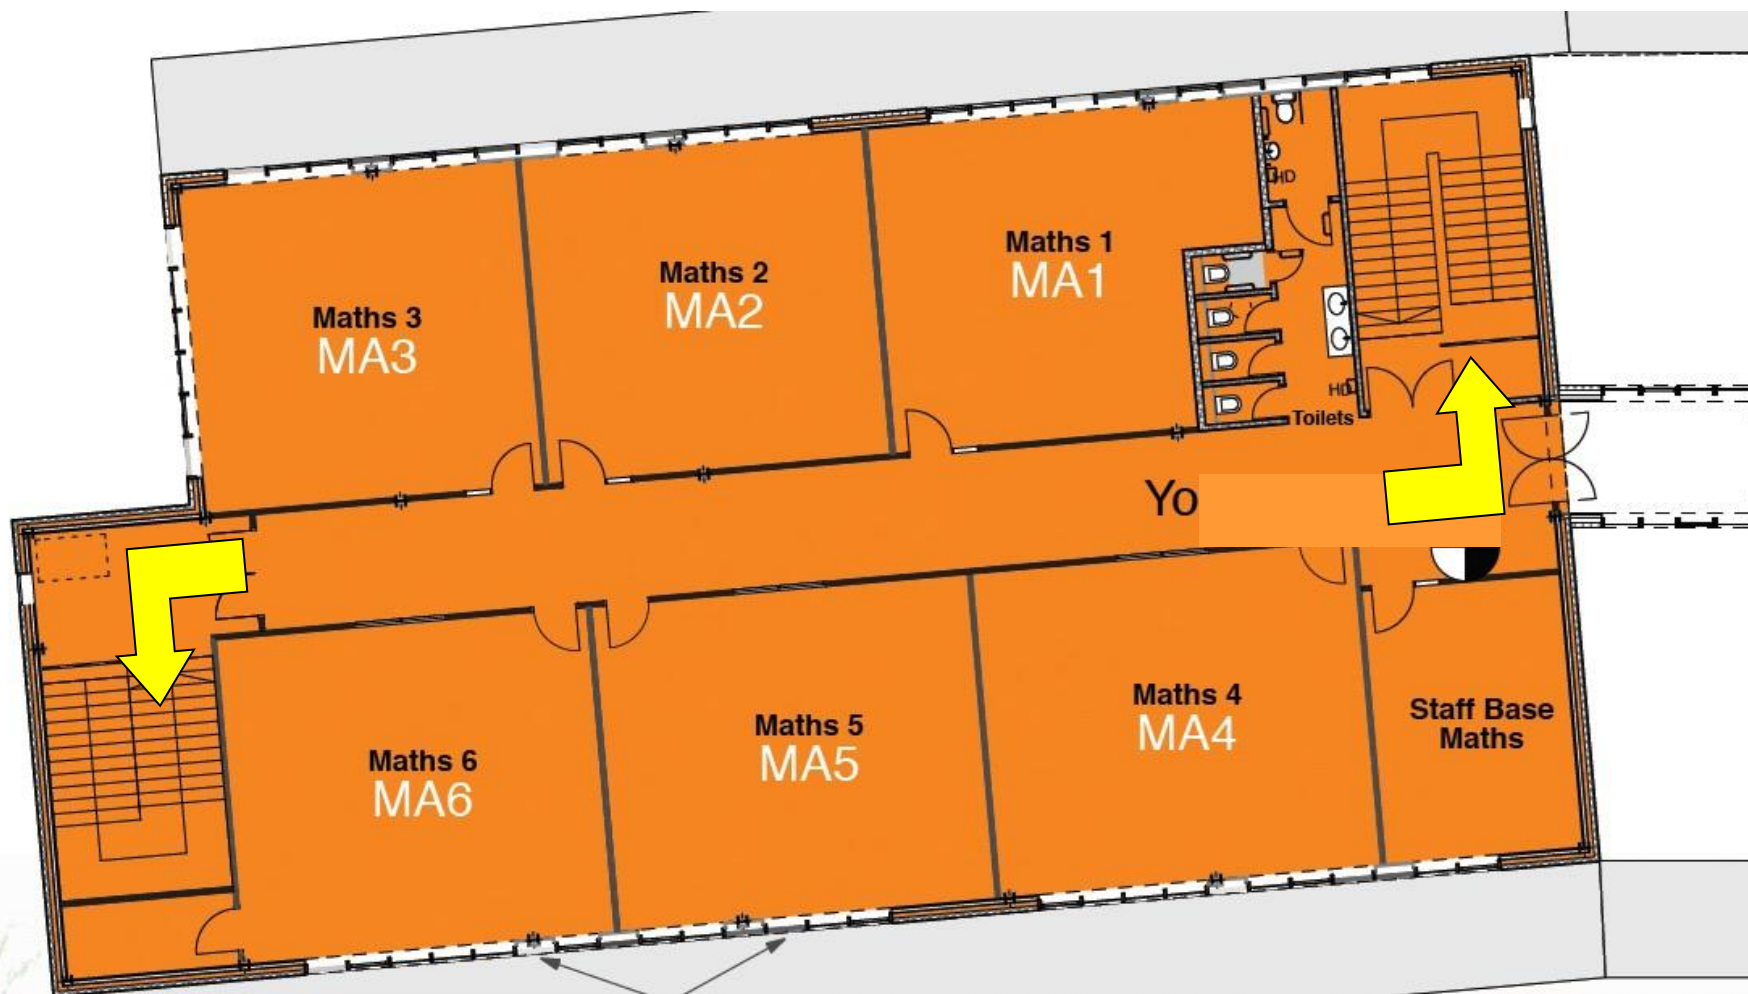 Maths 1
MA1
Maths 2
MA2
Maths 3
MA3
HD
HD
Toilets
Yo
Maths 4
MA4
Staff Base
Maths
Maths 5
MA5
Maths 6
MA6